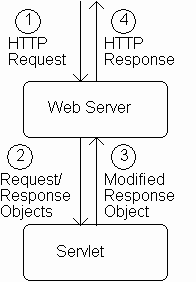 1
HTTP
Request
4
HTTP
Response
Web Server
2
Request/
Response
Objects
3
Modified
Response
Object
Servlet